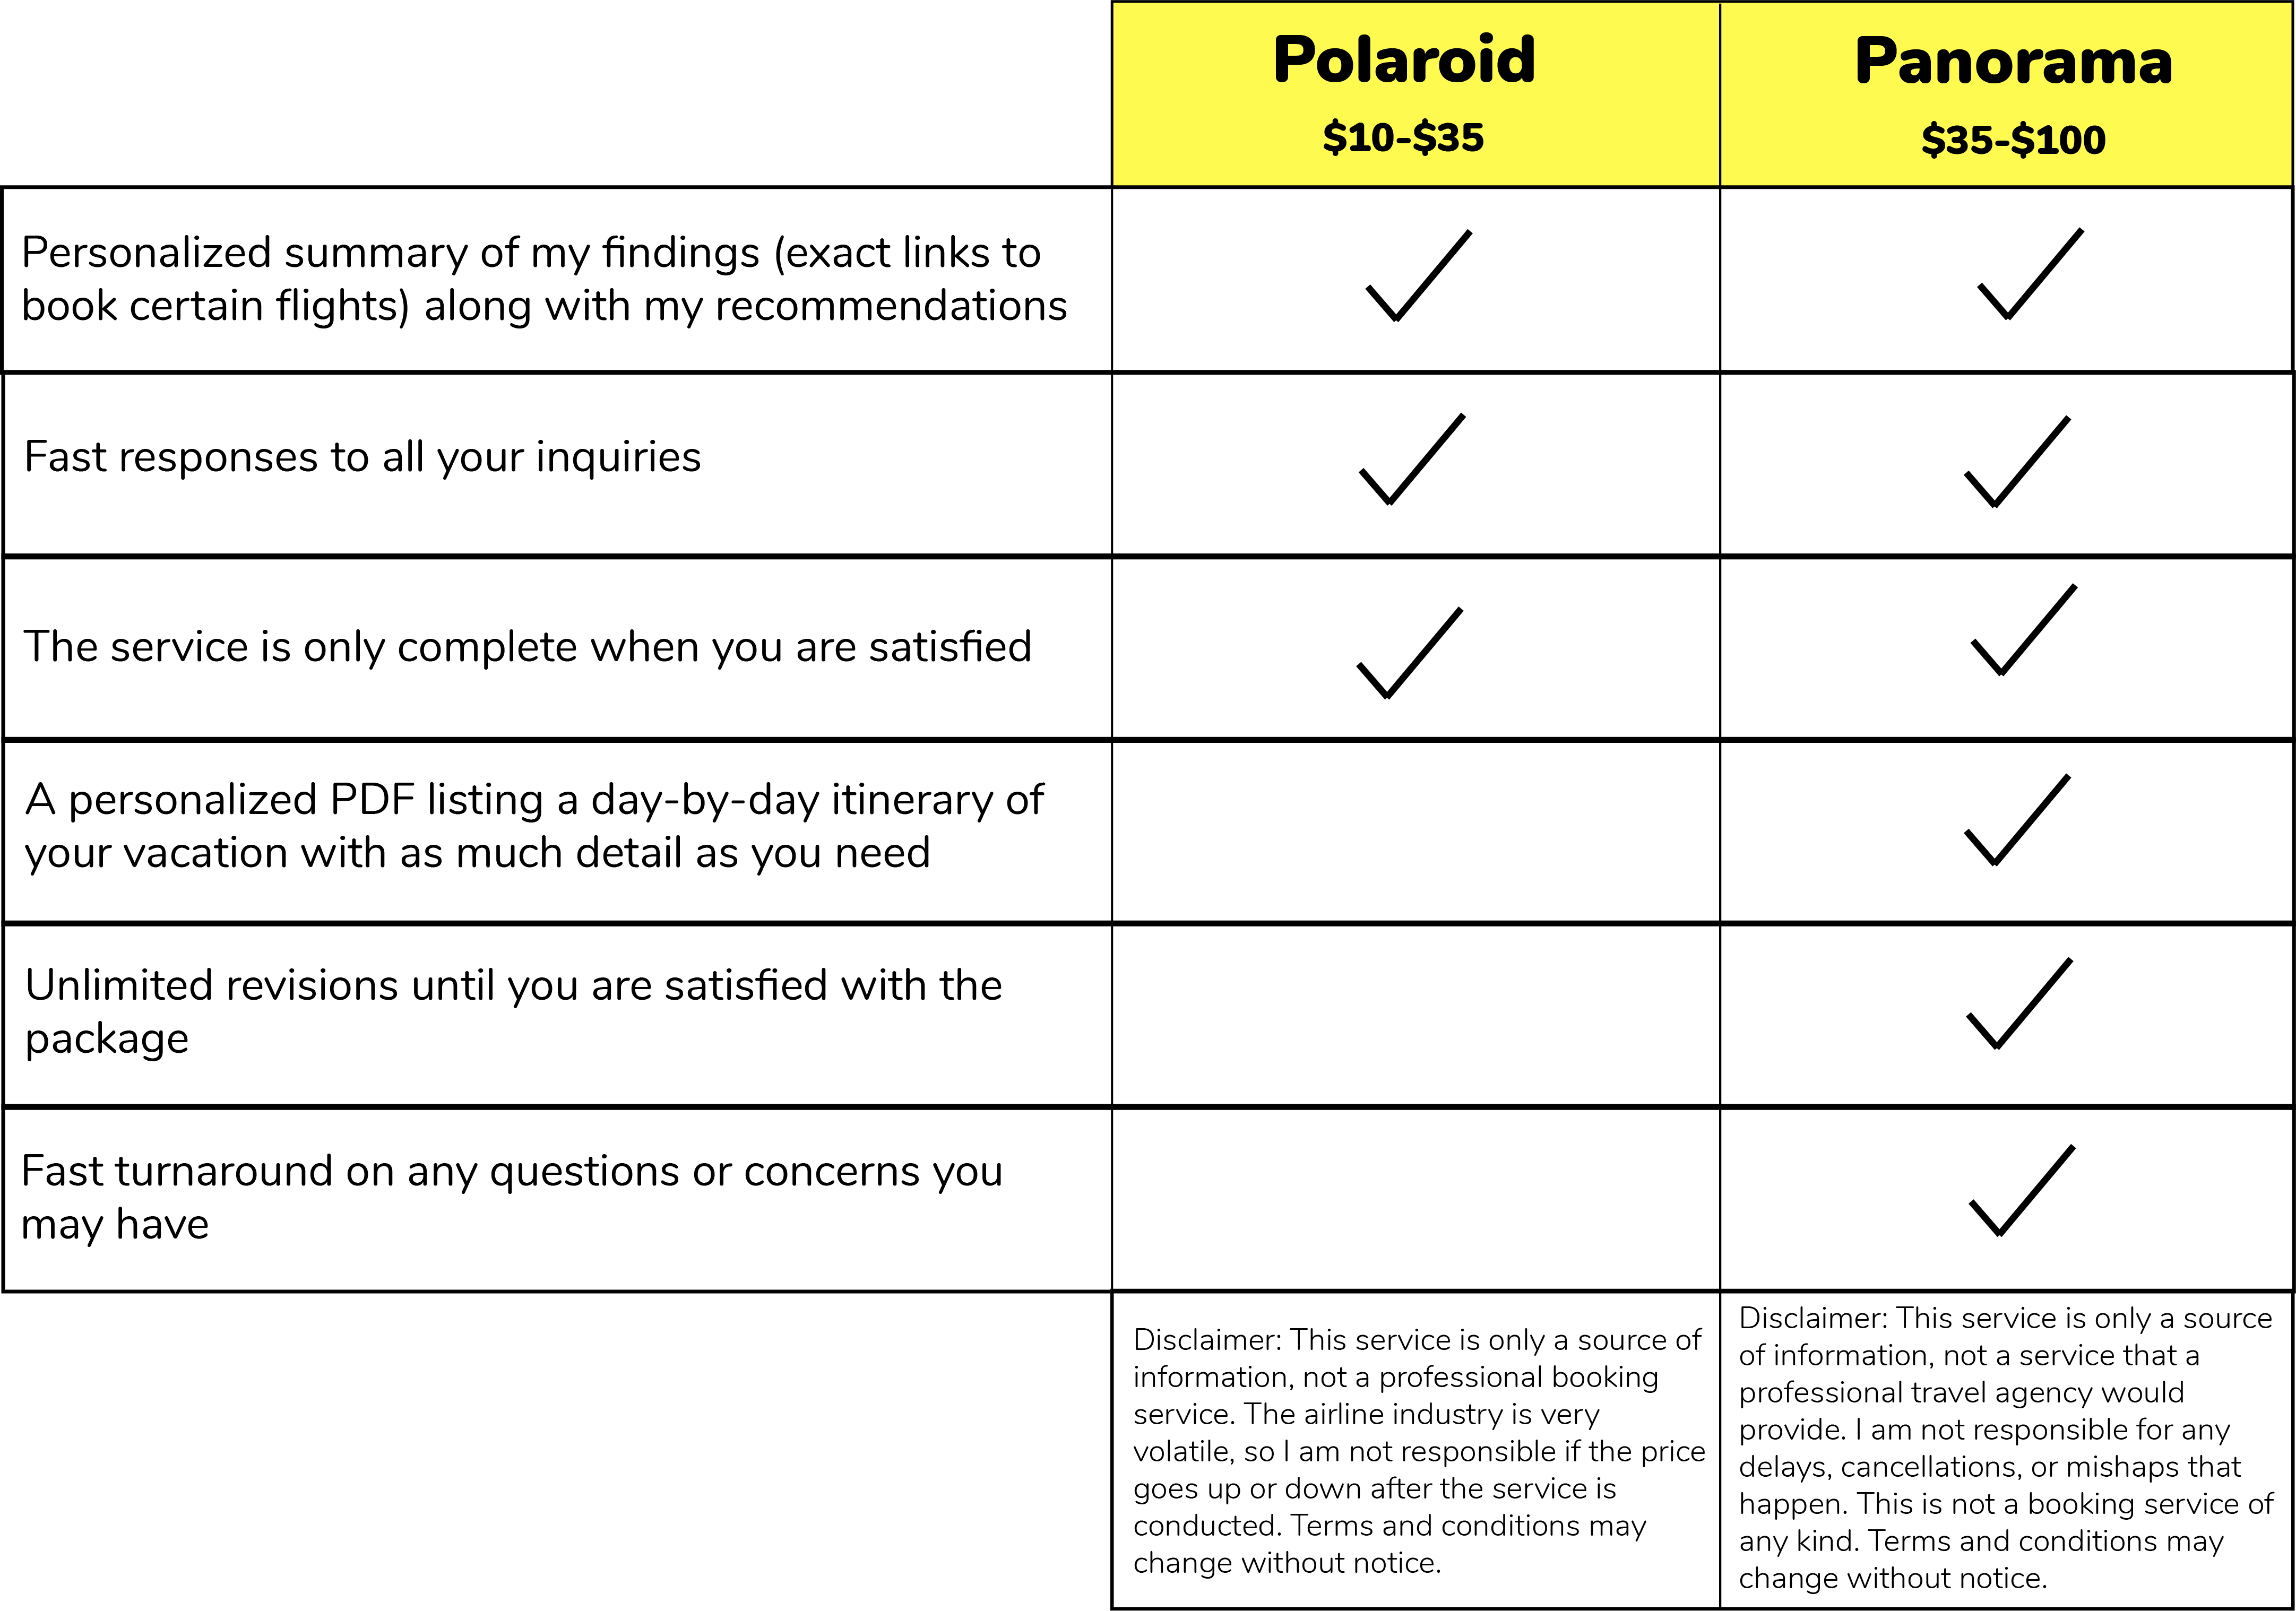 Polaroid
Panorama
$10-$35
$35-$100
Personalized summary of my findings (exact links to
book certain flights) along with my recommendations
Fast responses to all your inquiries
The service is only complete when you are satisfied
A personalized PDF listing a day-by-day itinerary of
your vacation with as much detail as you need
Unlimited revisions until you are satisfied with the
package
Fast turnaround on any questions or concerns you
may have
Disclaimer: This service is only a source of
information, not a professional booking
service. The airline industry is very
volatile, so I am not responsible if the price
goes up or down after the service is
conducted. Terms and conditions may
change without notice.
Disclaimer: This service is only a source
of information, not a service that a
professional travel agency would
provide. I am not responsible for any
delays, cancellations, or mishaps that
happen. This is not a booking service of
any kind. Terms and conditions may
change without notice.